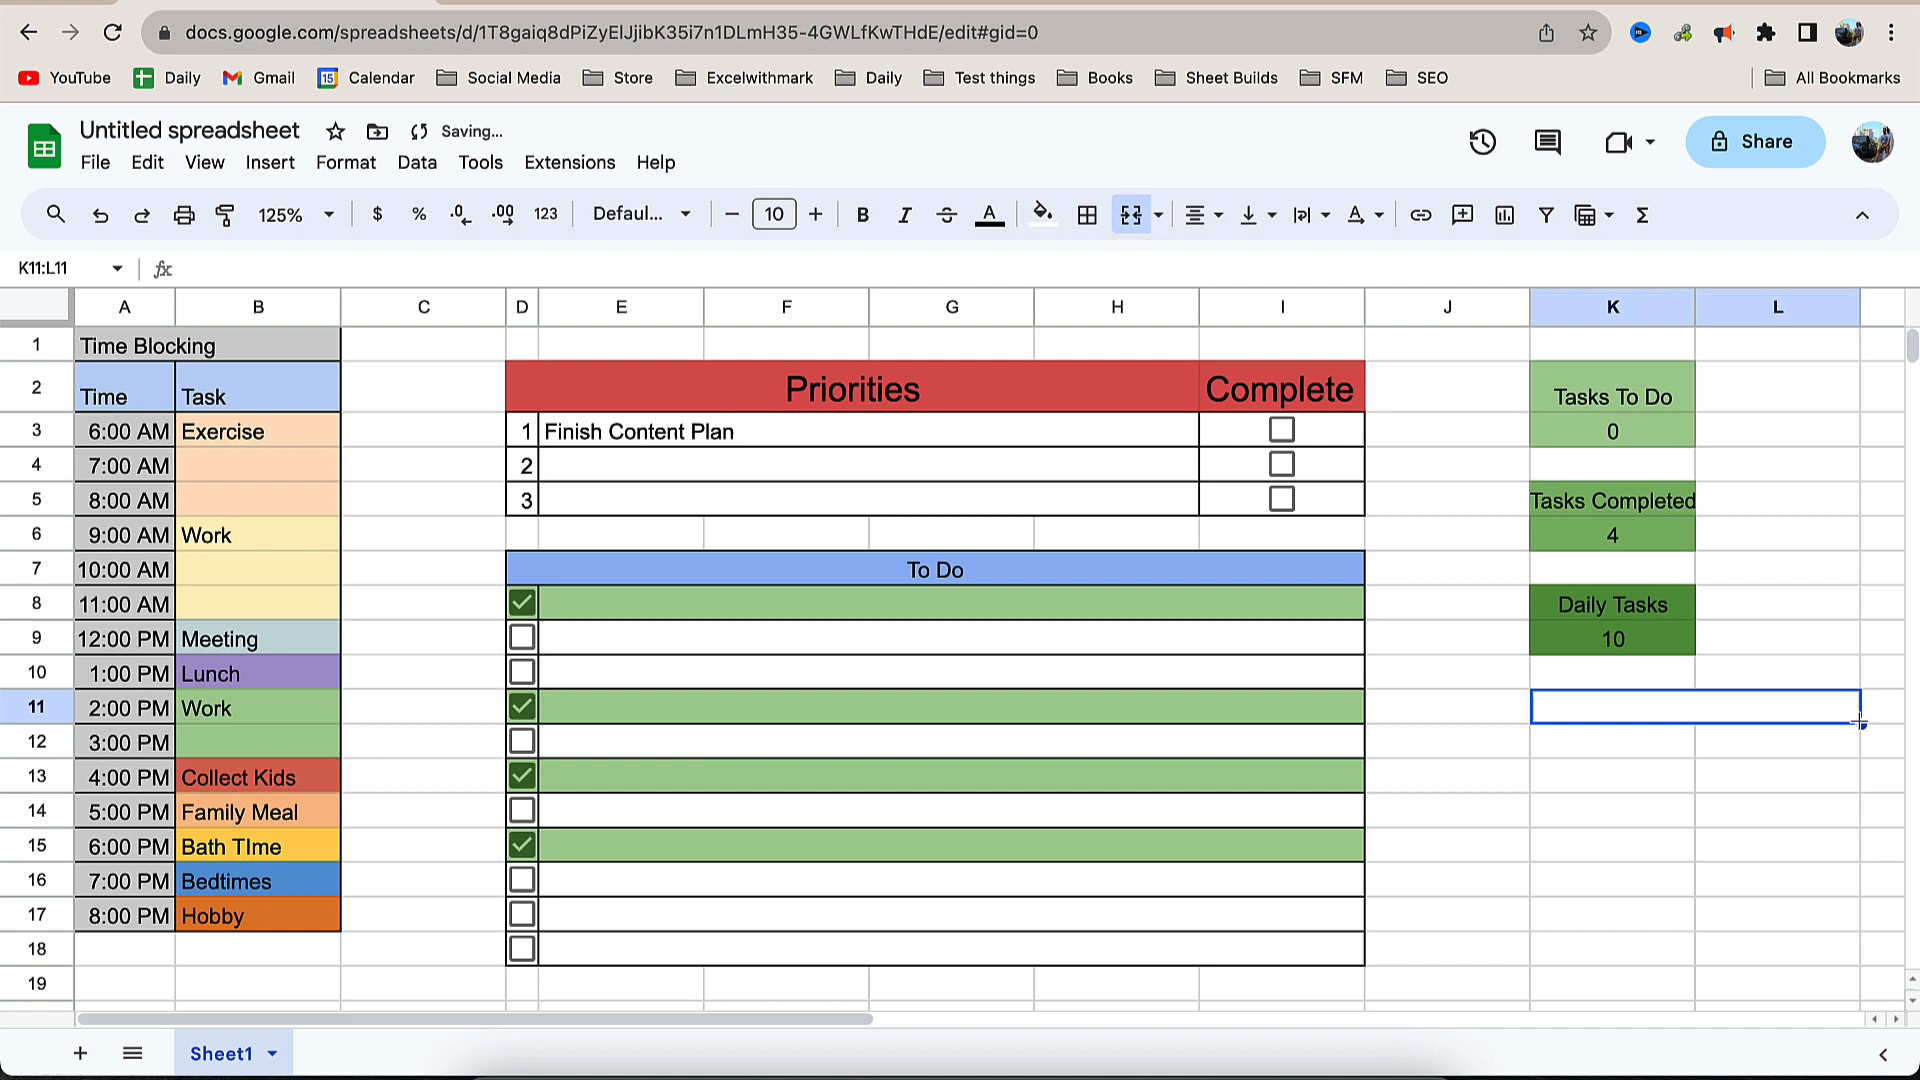 docs.google.com/spreadsheets/d/1T8gaiq8dPiZyElJjibK35i7n1DLmH35-4GWLfKwTHdE/edit#gid=0
YouTube Daily Gmail 15 Calendar Social Media Store Excelwithmark Daily Test things Books Sheet Builds SFM SEO All Bookmarks
Untitled spreadsheet Saving...
File Edit View Insert Format Data Tools Extensions Help
Share
125% $ % .0 .00 123 Defaul... 10 B I S A A Σ
K11:L11 fx
A B C D E F G H I J K L
1 Time Blocking
2 Time Task Priorities Complete Tasks To Do
3 6:00 AM Exercise 1 Finish Content Plan 0
4 7:00 AM 2
5 8:00 AM 3 Tasks Completed
6 9:00 AM Work 4
7 10:00 AM To Do
8 11:00 AM Daily Tasks
9 12:00 PM Meeting 10
10 1:00 PM Lunch
11 2:00 PM Work
12 3:00 PM
13 4:00 PM Collect Kids
14 5:00 PM Family Meal
15 6:00 PM Bath TIme
16 7:00 PM Bedtimes
17 8:00 PM Hobby
18
19
Sheet1